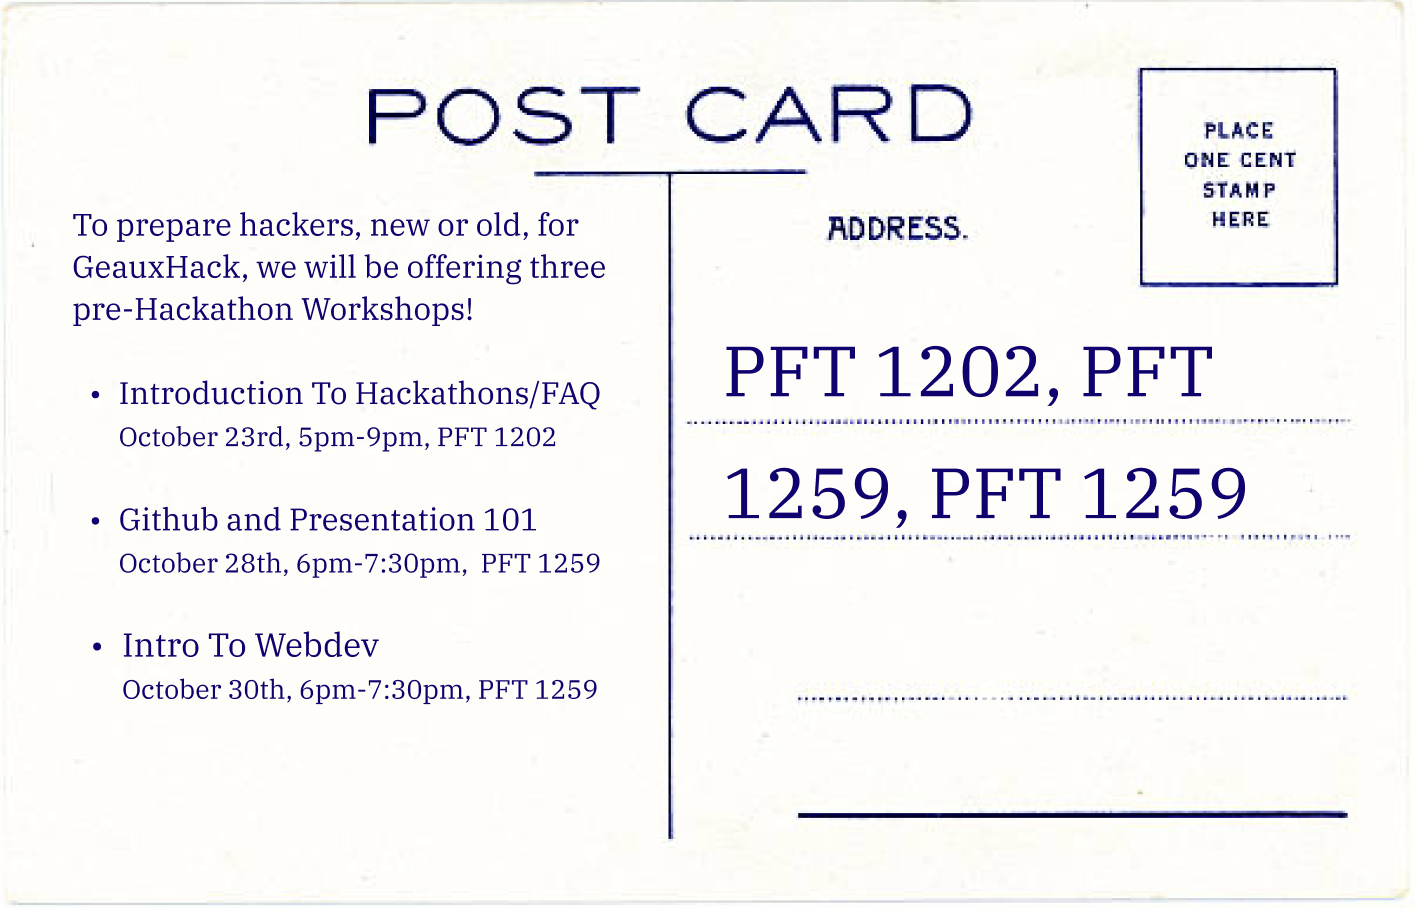 POST CARD
PLACE
ONE CENT
STAMP
HERE
To prepare hackers, new or old, for
GeauxHack, we will be offering three
pre-Hackathon Workshops!
• Introduction To Hackathons/FAQ
October 23rd, 5pm-9pm, PFT 1202
• Github and Presentation 101
October 28th, 6pm-7:30pm, PFT 1259
• Intro To Webdev
October 30th, 6pm-7:30pm, PFT 1259
ADDRESS.
PFT 1202, PFT
1259, PFT 1259